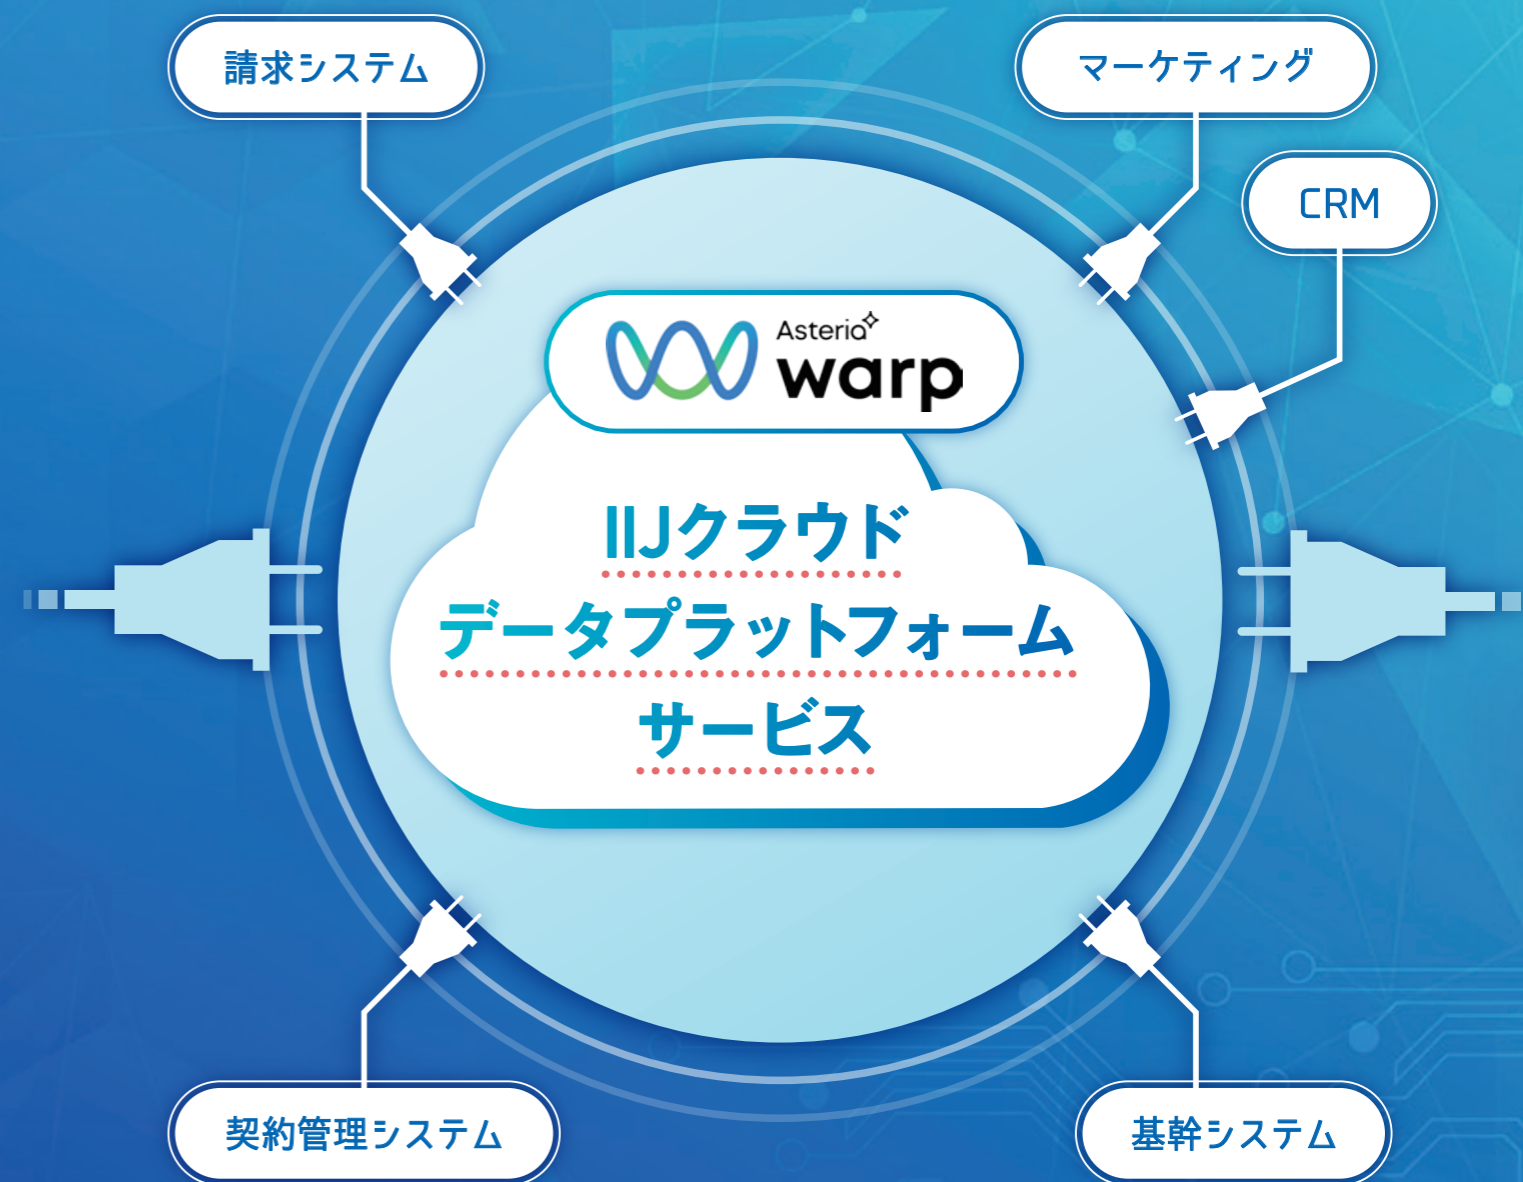 請求システム
マーケティング
CRM
Asteria
warp
IIJクラウド
データプラットフォーム
サービス
契約管理システム
基幹システム